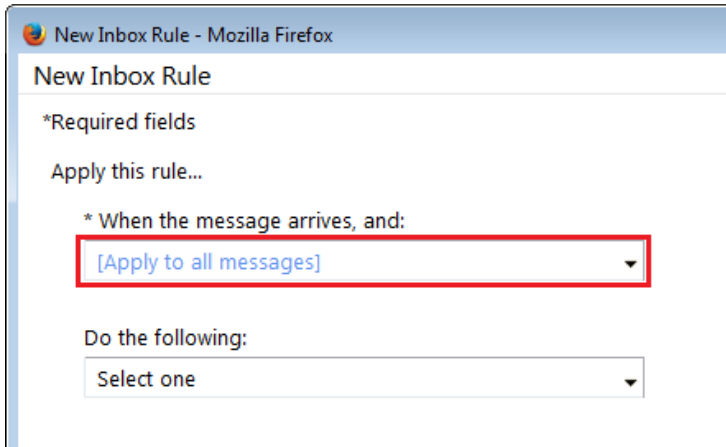 New Inbox Rule - Mozilla Firefox
New Inbox Rule
*Required fields
Apply this rule...
* When the message arrives, and:
[Apply to all messages]
Do the following:
Select one